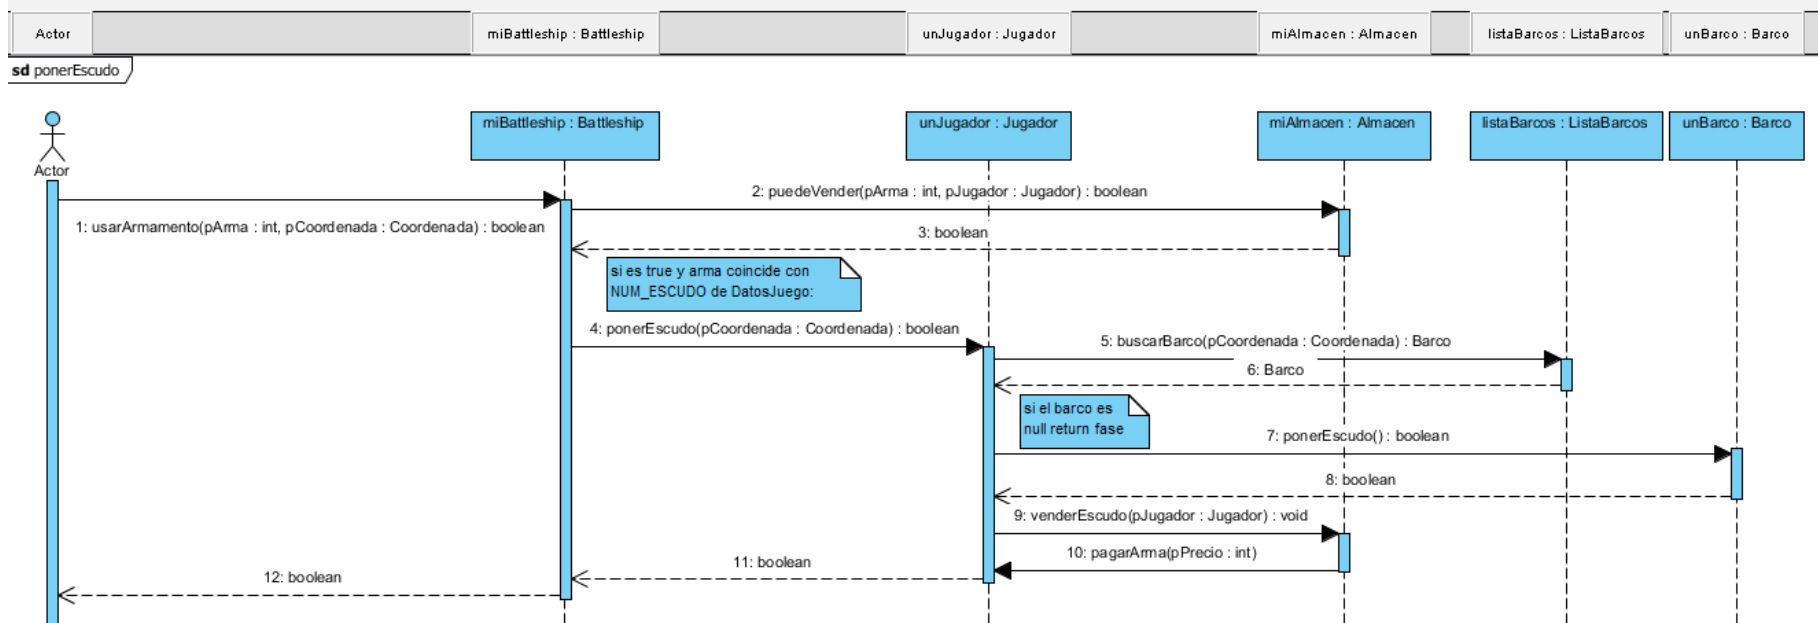 Actor
miBattleship : Battleship
unJugador : Jugador
miAlmacen : Almacen
listaBarcos : ListaBarcos
unBarco : Barco
sd ponerEscudo
miBattleship : Battleship
unJugador : Jugador
miAlmacen : Almacen
listaBarcos : ListaBarcos
unBarco : Barco
Actor
1: usarArmamento(pArma : int, pCoordenada : Coordenada) : boolean
2: puedeVender(pArma : int, pJugador : Jugador) : boolean
3: boolean
si es true y arma coincide con
NUM_ESCUDO de DatosJuego:
4: ponerEscudo(pCoordenada : Coordenada) : boolean
5: buscarBarco(pCoordenada : Coordenada) : Barco
6: Barco
si el barco es
null return fase
7: ponerEscudo() : boolean
8: boolean
9: venderEscudo(pJugador : Jugador) : void
10: pagarArma(pPrecio : int)
11: boolean
12: boolean